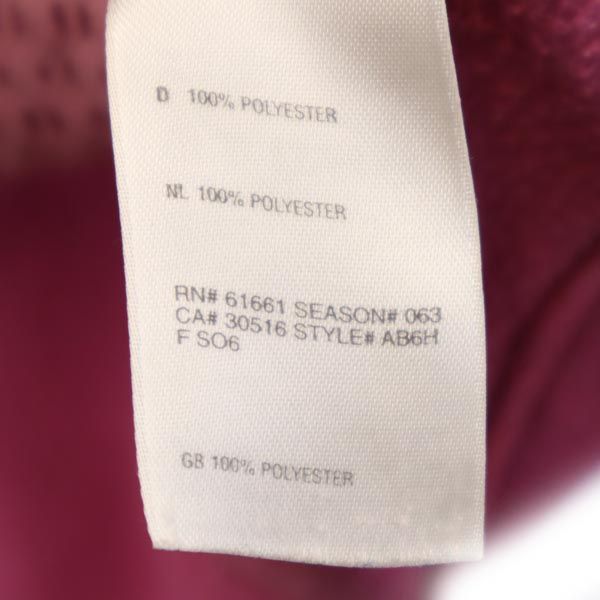 D 100% POLYESTER
NL 100% POLYESTER
RN# 61661 SEASON# 063
CA# 30516 STYLE# AB6H
F SO6
GB 100% POLYESTER